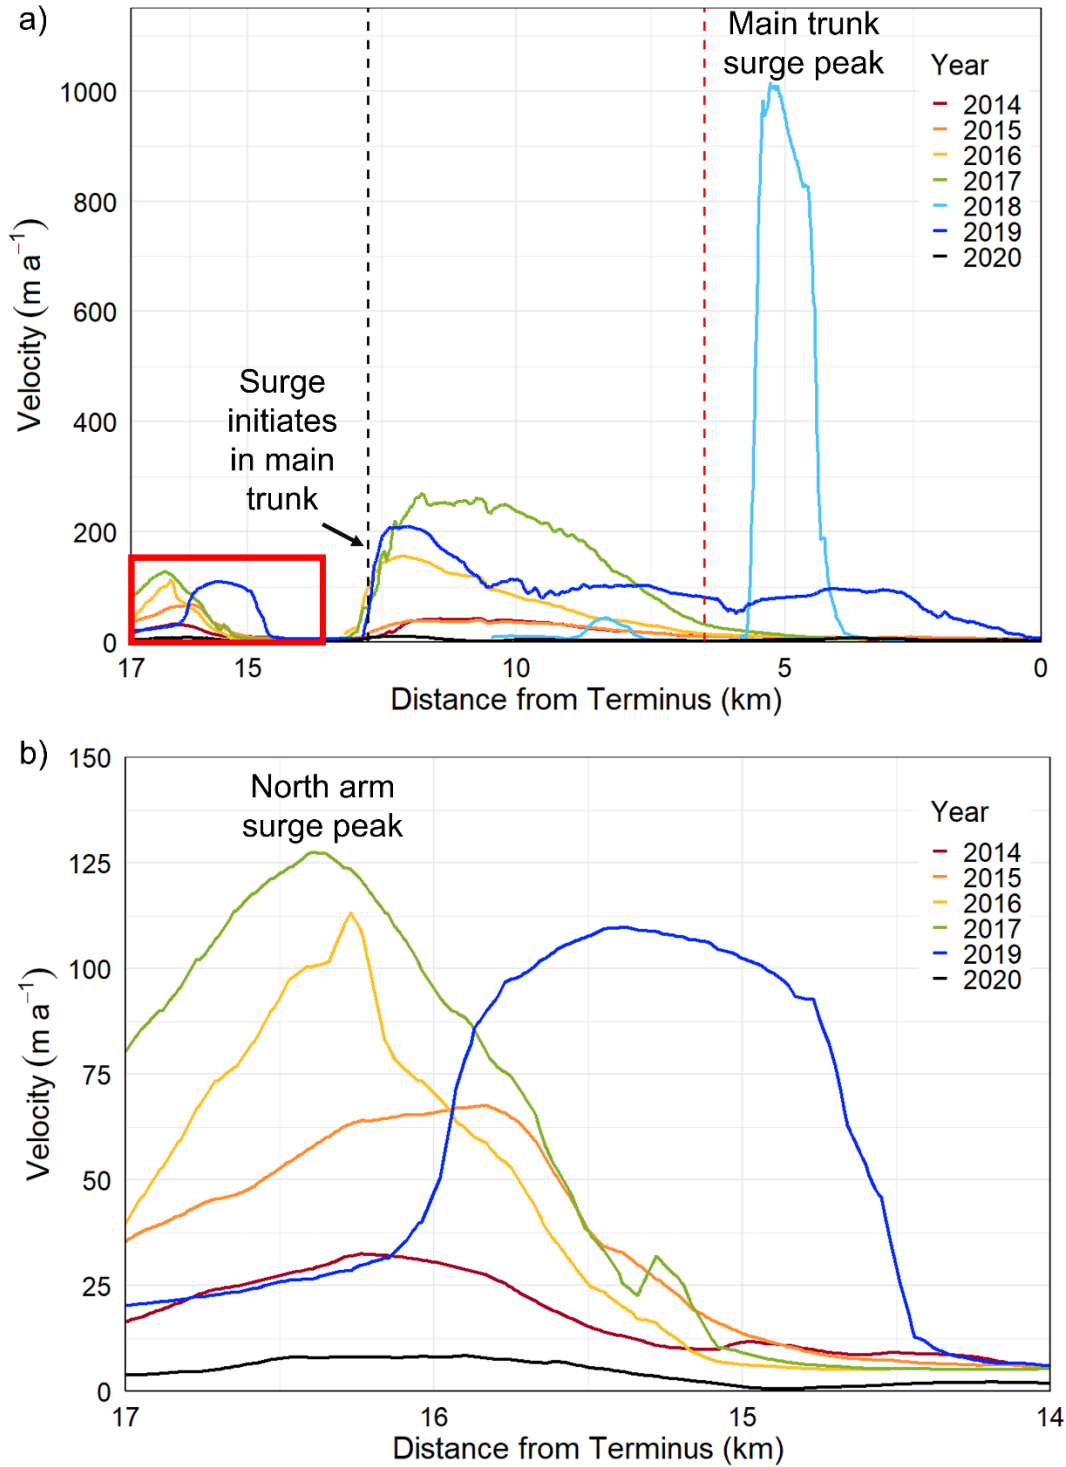 a)
Main trunk
surge peak
Year
2014
2015
2016
2017
2018
2019
2020
Surge
initiates
in main
trunk
1000
800
600
400
200
0
Velocity (m a⁻¹)
17
15
10
5
0
Distance from Terminus (km)
b)
North arm
surge peak
Year
2014
2015
2016
2017
2019
2020
150
125
100
75
50
25
0
Velocity (m a⁻¹)
17
16
15
14
Distance from Terminus (km)